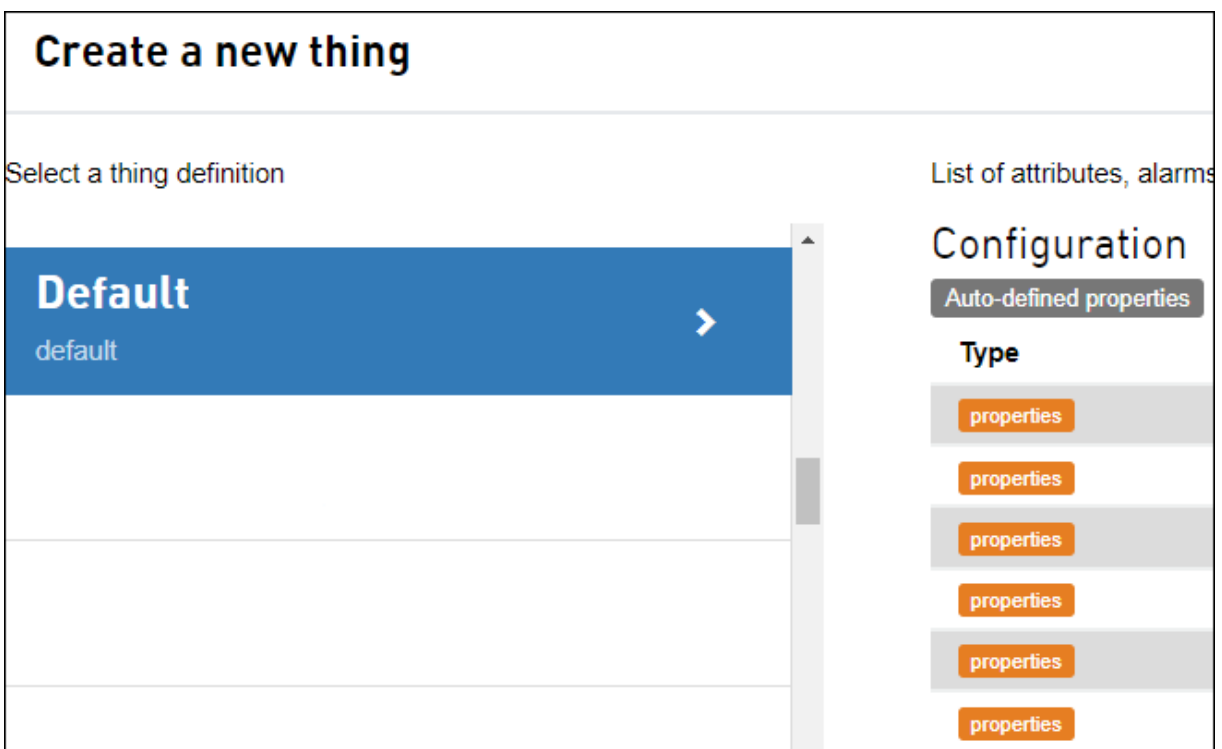 Create a new thing
Select a thing definition
Default
default
List of attributes, alarms
Configuration
Auto-defined properties
Type
properties
properties
properties
properties
properties
properties